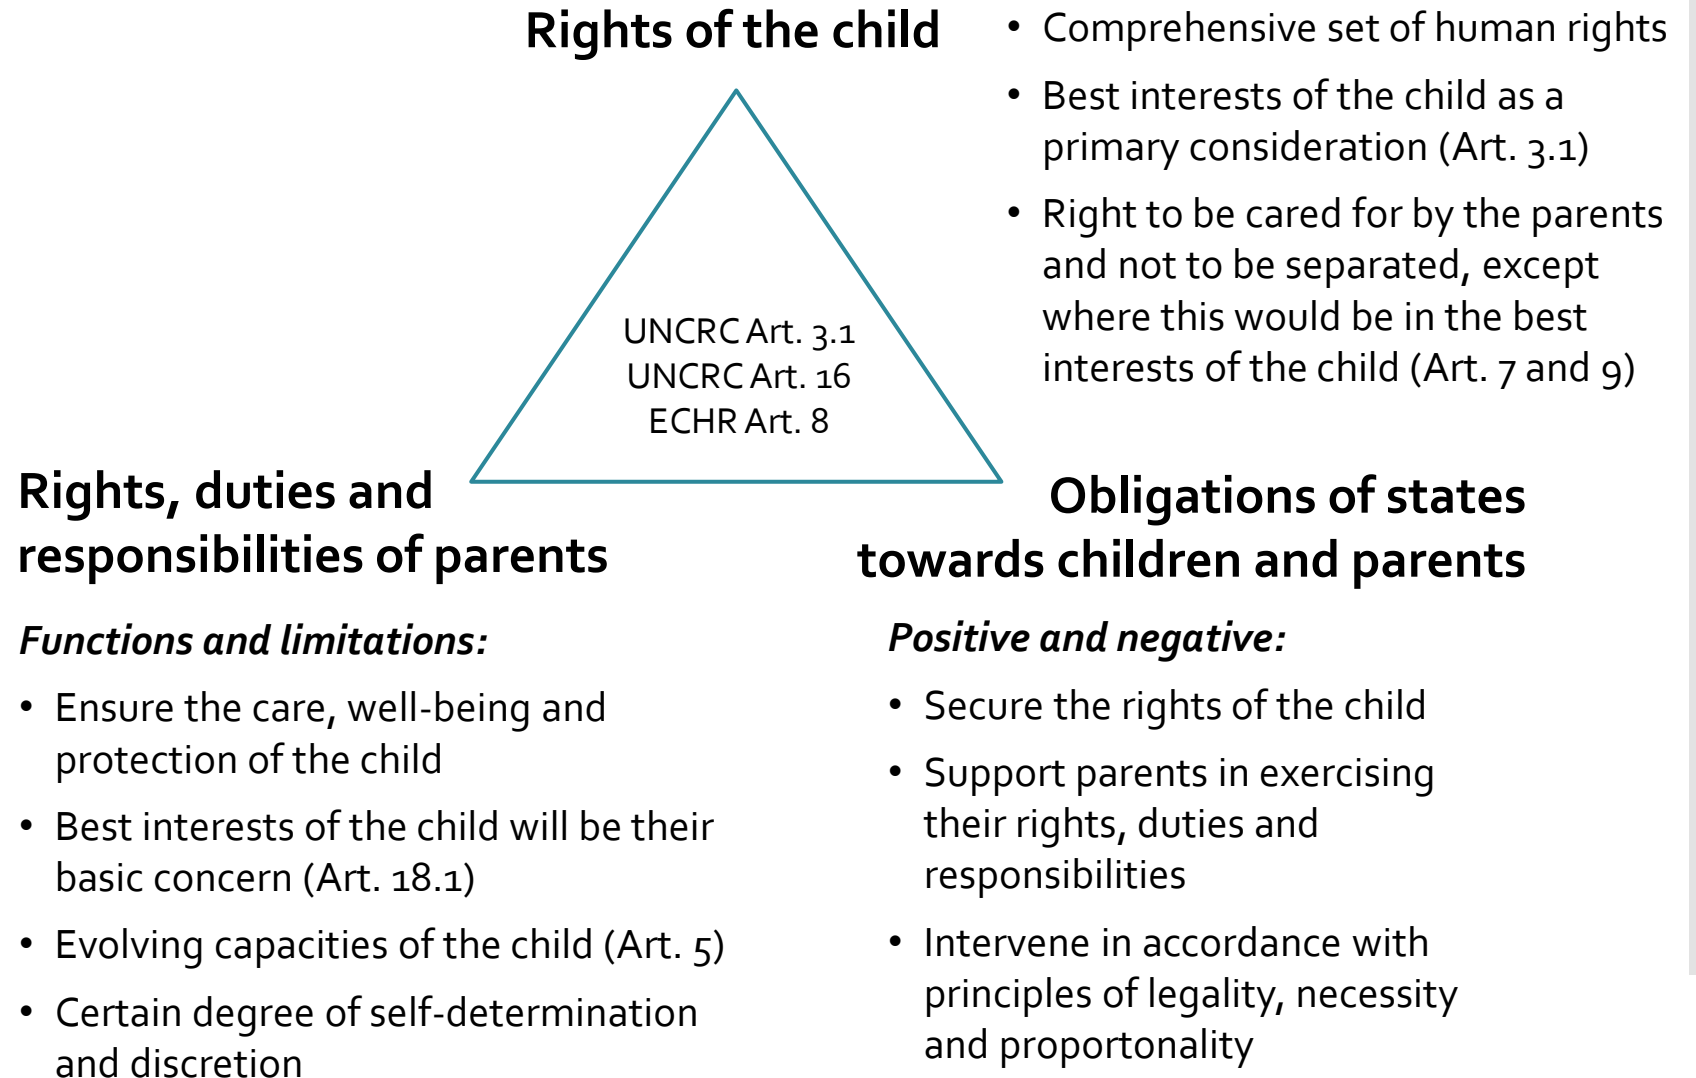 Rights of the child
• Comprehensive set of human rights
• Best interests of the child as a
primary consideration (Art. 3.1)
• Right to be cared for by the parents
and not to be separated, except
where this would be in the best
interests of the child (Art. 7 and 9)
UNCRC Art. 3.1
UNCRC Art. 16
ECHR Art. 8
Rights, duties and
responsibilities of parents
Functions and limitations:
• Ensure the care, well-being and
protection of the child
• Best interests of the child will be their
basic concern (Art. 18.1)
• Evolving capacities of the child (Art. 5)
• Certain degree of self-determination
and discretion
Obligations of states
towards children and parents
Positive and negative:
• Secure the rights of the child
• Support parents in exercising
their rights, duties and
responsibilities
• Intervene in accordance with
principles of legality, necessity
and proportonality